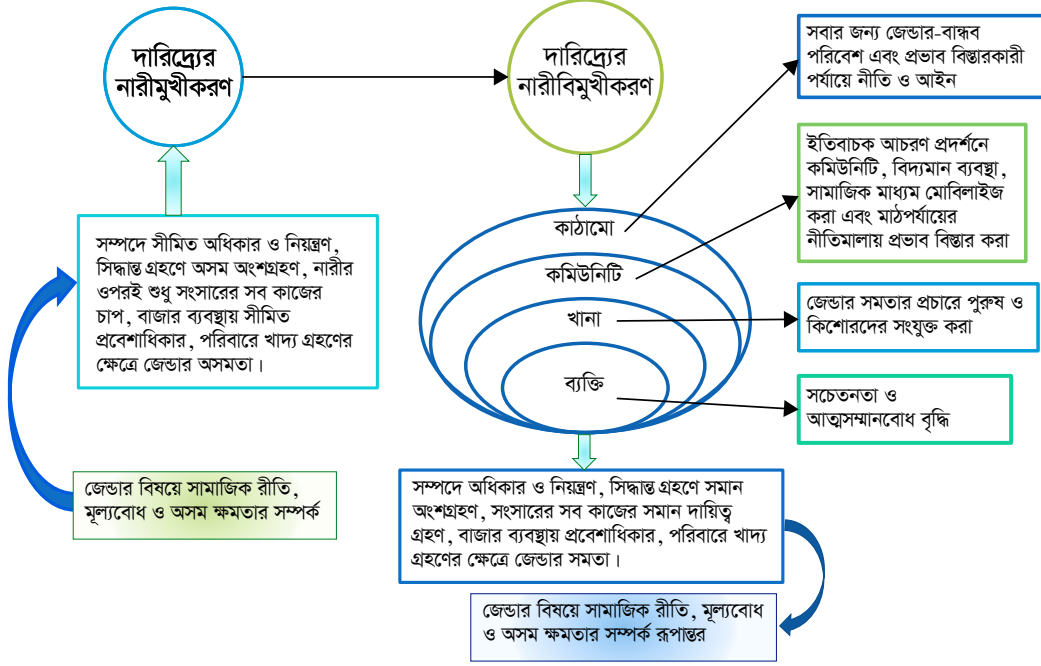 দারিদ্র্যের
নারীমুখীকরণ
দারিদ্র্যের
নারীবিমুখীকরণ
সবার জন্য জেন্ডার-বান্ধব
পরিবেশ এবং প্রভাব বিস্তারকারী
পর্যায়ে নীতি ও আইন
ইতিবাচক আচরণ প্রদর্শনে
কমিউনিটি, বিদ্যমান ব্যবস্থা,
সামাজিক মাধ্যম মোবিলাইজ
করা এবং মাঠপর্যায়ের
নীতিমালায় প্রভাব বিস্তার করা
জেন্ডার সমতার প্রচারে পুরুষ ও
কিশোরদের সংযুক্ত করা
সচেতনতা ও
আত্মসম্মানবোধ বৃদ্ধি
কাঠামো
কমিউনিটি
খানা
ব্যক্তি
সম্পদে সীমিত অধিকার ও নিয়ন্ত্রণ,
সিদ্ধান্ত গ্রহণে অসম অংশগ্রহণ, নারীর
ওপরই শুধু সংসারের সব কাজের
চাপ, বাজার ব্যবস্থায় সীমিত
প্রবেশাধিকার, পরিবারে খাদ্য গ্রহণের
ক্ষেত্রে জেন্ডার অসমতা।
জেন্ডার বিষয়ে সামাজিক রীতি,
মূল্যবোধ ও অসম ক্ষমতার সম্পর্ক
সম্পদে অধিকার ও নিয়ন্ত্রণ, সিদ্ধান্ত গ্রহণে সমান
অংশগ্রহণ, সংসারের সব কাজের সমান দায়িত্ব
গ্রহণ, বাজার ব্যবস্থায় প্রবেশাধিকার, পরিবারে খাদ্য
গ্রহণের ক্ষেত্রে জেন্ডার সমতা।
জেন্ডার বিষয়ে সামাজিক রীতি, মূল্যবোধ
ও অসম ক্ষমতার সম্পর্ক রূপান্তর